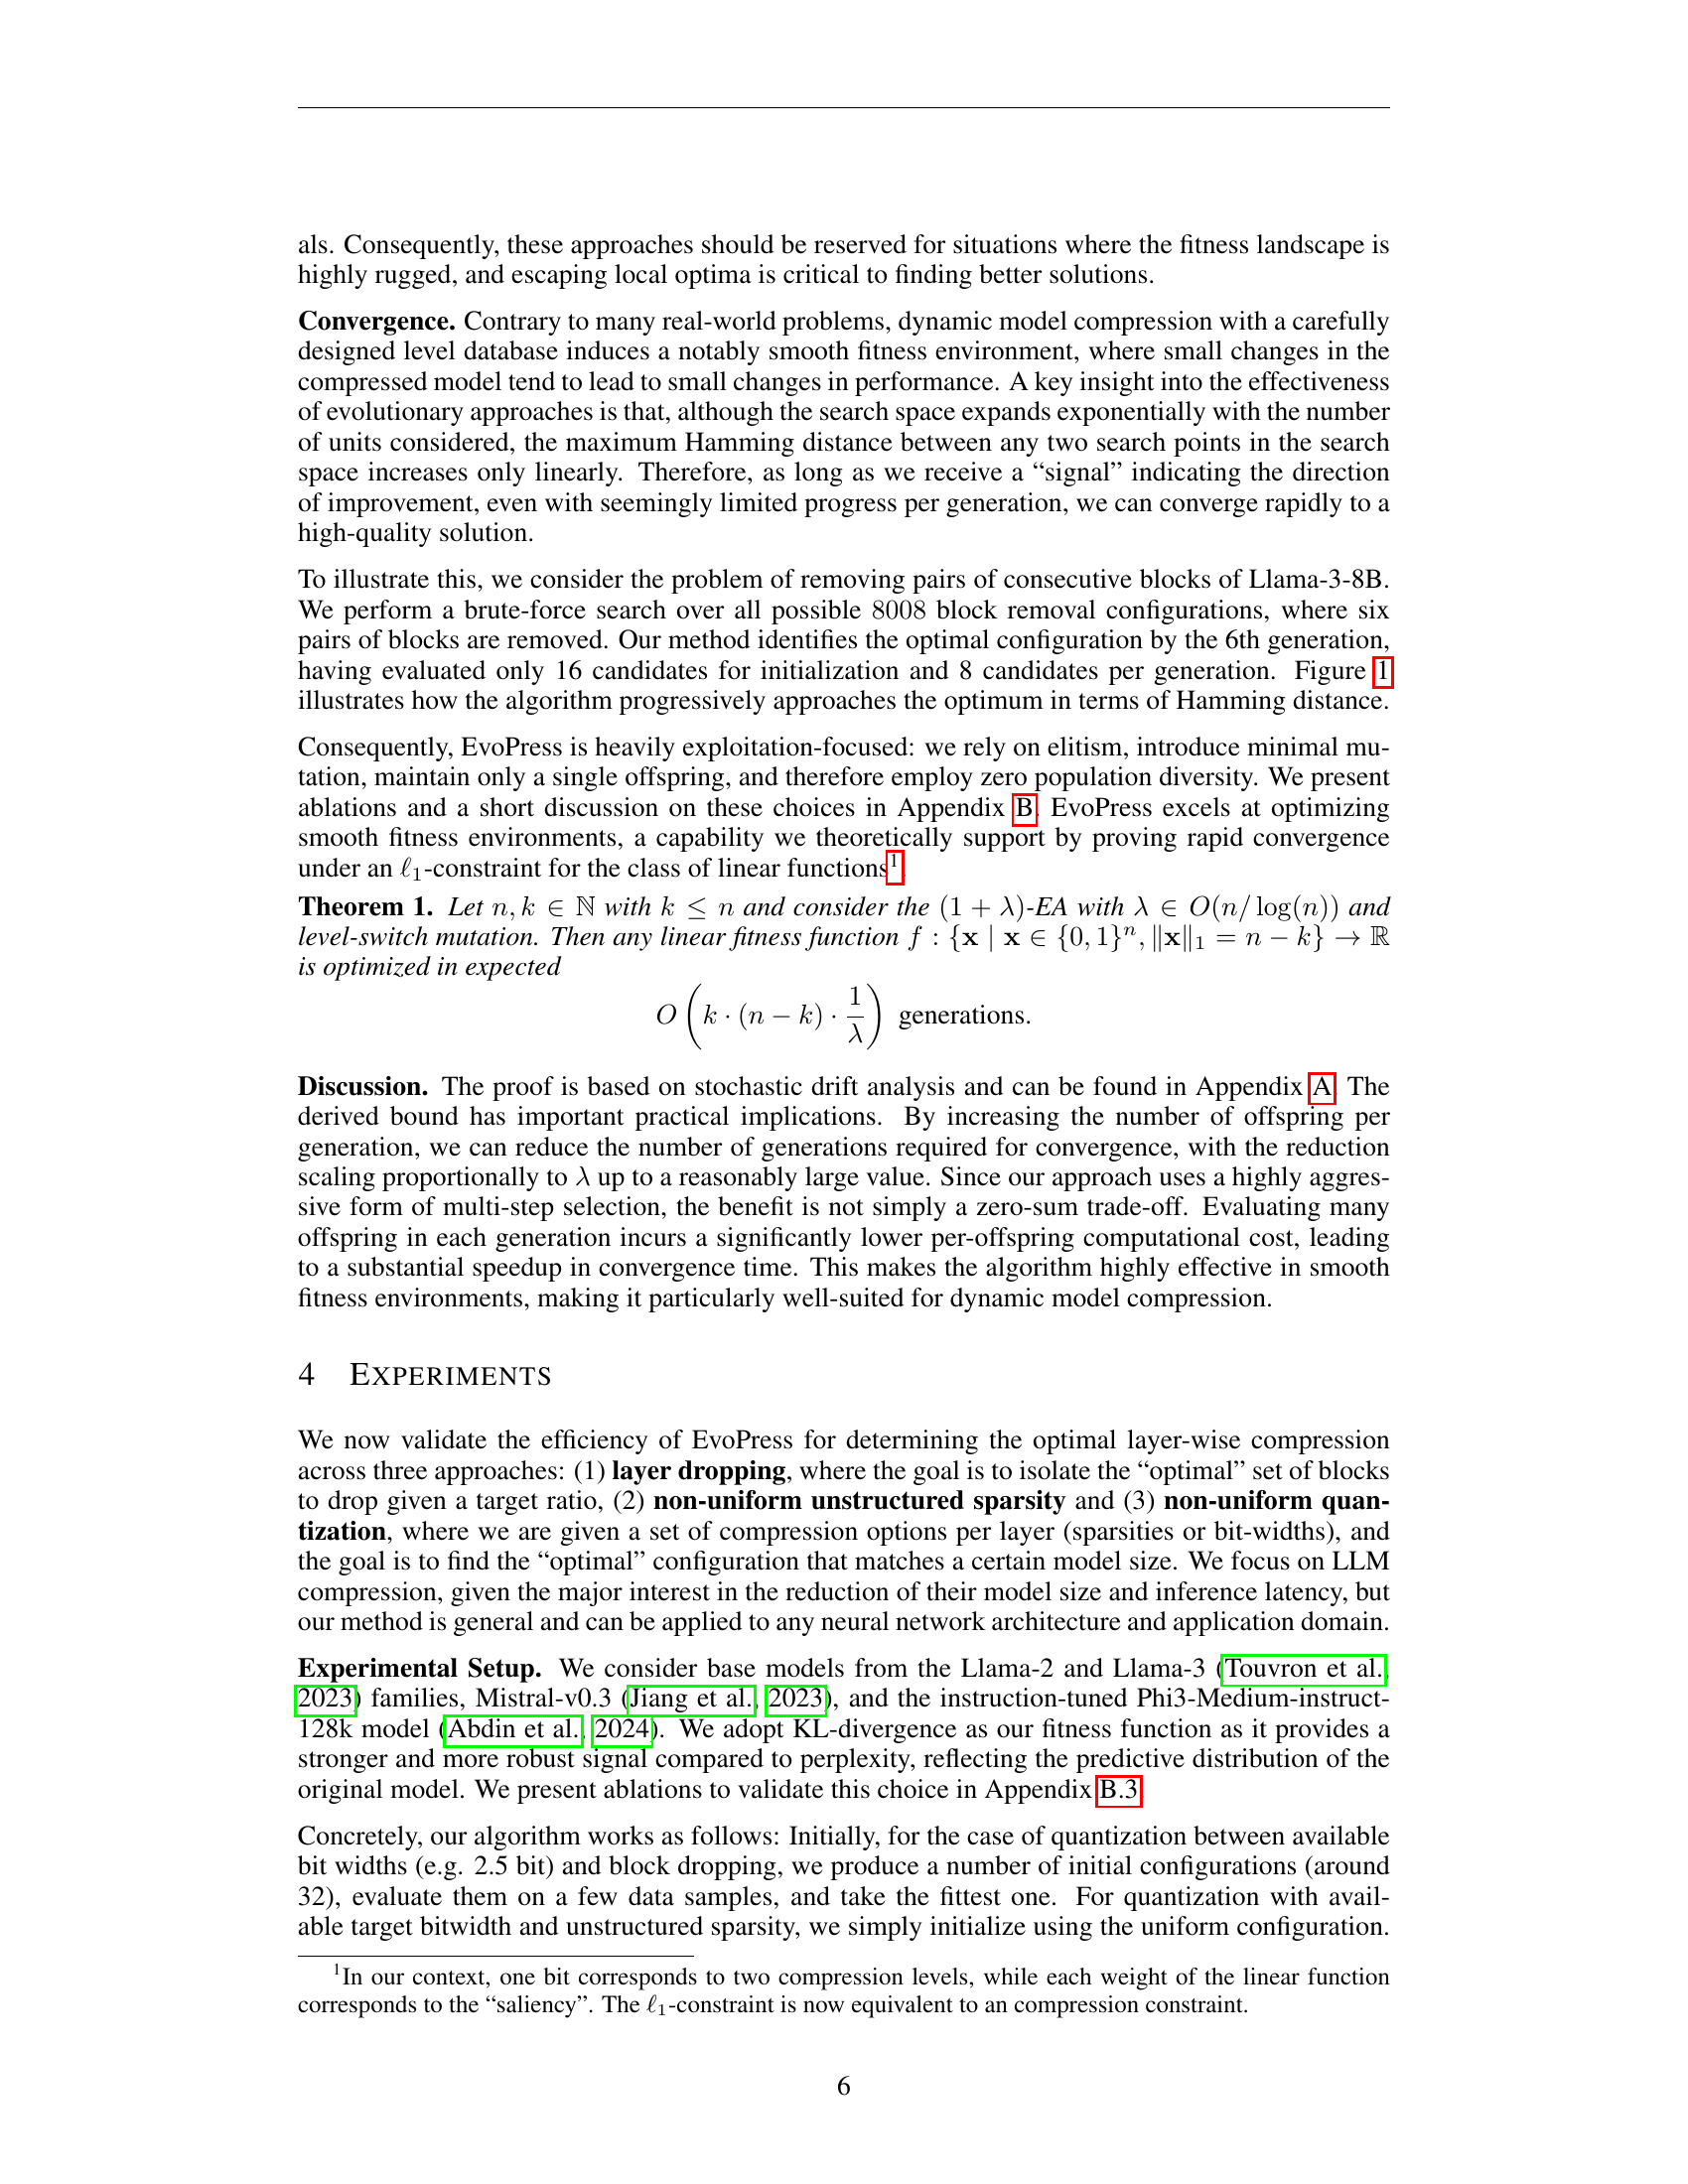 als. Consequently, these approaches should be reserved for situations where the fitness landscape is
highly rugged, and escaping local optima is critical to finding better solutions.
Convergence. Contrary to many real-world problems, dynamic model compression with a carefully
designed level database induces a notably smooth fitness environment, where small changes in the
compressed model tend to lead to small changes in performance. A key insight into the effectiveness
of evolutionary approaches is that, although the search space expands exponentially with the number
of units considered, the maximum Hamming distance between any two search points in the search
space increases only linearly. Therefore, as long as we receive a “signal” indicating the direction
of improvement, even with seemingly limited progress per generation, we can converge rapidly to a
high-quality solution.
To illustrate this, we consider the problem of removing pairs of consecutive blocks of Llama-3-8B.
We perform a brute-force search over all possible 8008 block removal configurations, where six
pairs of blocks are removed. Our method identifies the optimal configuration by the 6th generation,
having evaluated only 16 candidates for initialization and 8 candidates per generation. Figure 1
illustrates how the algorithm progressively approaches the optimum in terms of Hamming distance.
Consequently, EvoPress is heavily exploitation-focused: we rely on elitism, introduce minimal mu-
tation, maintain only a single offspring, and therefore employ zero population diversity. We present
ablations and a short discussion on these choices in Appendix B. EvoPress excels at optimizing
smooth fitness environments, a capability we theoretically support by proving rapid convergence
under an ℓ₁-constraint for the class of linear functions¹.
Theorem 1. Let n, k ∈ ℕ with k ≤ n and consider the (1 + λ)-EA with λ ∈ O(n/ log(n)) and
level-switch mutation. Then any linear fitness function f : {x | x ∈ {0, 1}ⁿ, ‖x‖₁ = n − k} → ℝ
is optimized in expected
O (k · (n − k) · 1/λ) generations.
Discussion. The proof is based on stochastic drift analysis and can be found in Appendix A. The
derived bound has important practical implications. By increasing the number of offspring per
generation, we can reduce the number of generations required for convergence, with the reduction
scaling proportionally to λ up to a reasonably large value. Since our approach uses a highly aggres-
sive form of multi-step selection, the benefit is not simply a zero-sum trade-off. Evaluating many
offspring in each generation incurs a significantly lower per-offspring computational cost, leading
to a substantial speedup in convergence time. This makes the algorithm highly effective in smooth
fitness environments, making it particularly well-suited for dynamic model compression.
4 EXPERIMENTS
We now validate the efficiency of EvoPress for determining the optimal layer-wise compression
across three approaches: (1) layer dropping, where the goal is to isolate the “optimal” set of blocks
to drop given a target ratio, (2) non-uniform unstructured sparsity and (3) non-uniform quan-
tization, where we are given a set of compression options per layer (sparsities or bit-widths), and
the goal is to find the “optimal” configuration that matches a certain model size. We focus on LLM
compression, given the major interest in the reduction of their model size and inference latency, but
our method is general and can be applied to any neural network architecture and application domain.
Experimental Setup. We consider base models from the Llama-2 and Llama-3 (Touvron et al.,
2023) families, Mistral-v0.3 (Jiang et al., 2023), and the instruction-tuned Phi3-Medium-instruct-
128k model (Abdin et al., 2024). We adopt KL-divergence as our fitness function as it provides a
stronger and more robust signal compared to perplexity, reflecting the predictive distribution of the
original model. We present ablations to validate this choice in Appendix B.3.
Concretely, our algorithm works as follows: Initially, for the case of quantization between available
bit widths (e.g. 2.5 bit) and block dropping, we produce a number of initial configurations (around
32), evaluate them on a few data samples, and take the fittest one. For quantization with avail-
able target bitwidth and unstructured sparsity, we simply initialize using the uniform configuration.
¹In our context, one bit corresponds to two compression levels, while each weight of the linear function
corresponds to the “saliency”. The ℓ₁-constraint is now equivalent to an compression constraint.
6